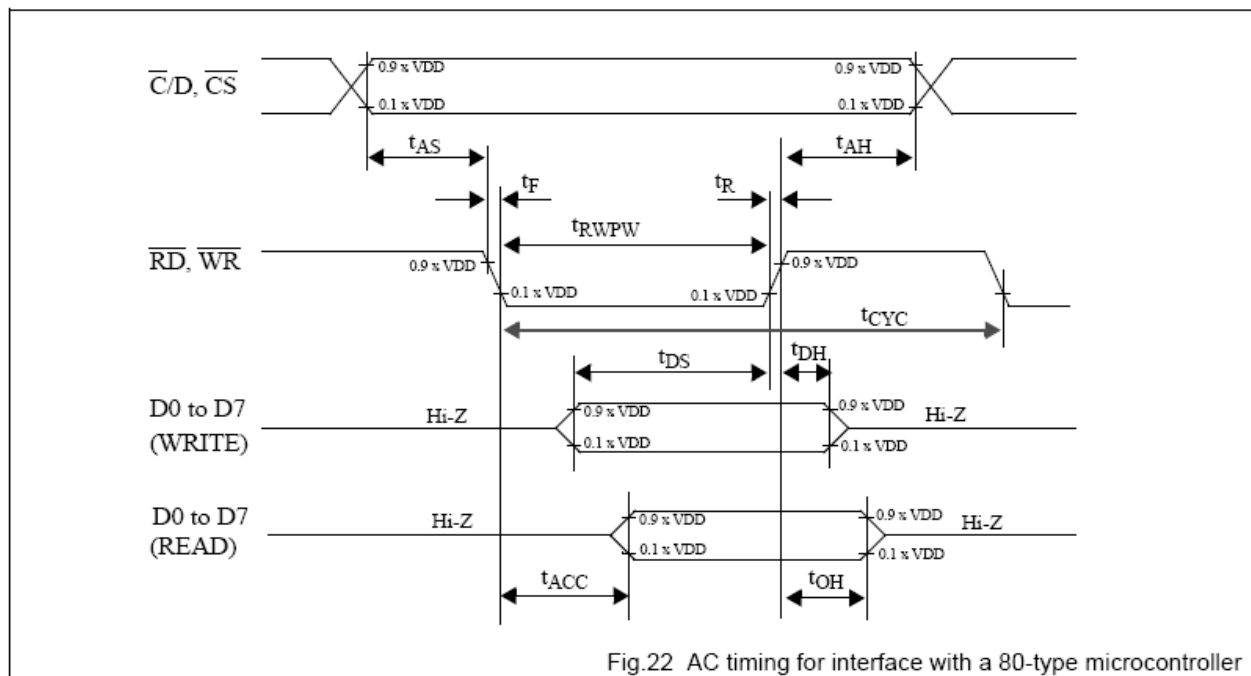 C̅/D, C̅S̅
0.9 x VDD
0.9 x VDD
0.1 x VDD
0.1 x VDD
tAS
tAH
tF
tR
tRWPW
R̅D̅, W̅R̅
0.9 x VDD
0.9 x VDD
0.1 x VDD
0.1 x VDD
tCYC
tDS
tDH
D0 to D7
(WRITE)
Hi-Z
0.9 x VDD
0.1 x VDD
0.9 x VDD
0.1 x VDD
Hi-Z
D0 to D7
(READ)
Hi-Z
0.9 x VDD
0.1 x VDD
0.9 x VDD
0.1 x VDD
Hi-Z
tACC
tOH
Fig.22 AC timing for interface with a 80-type microcontroller